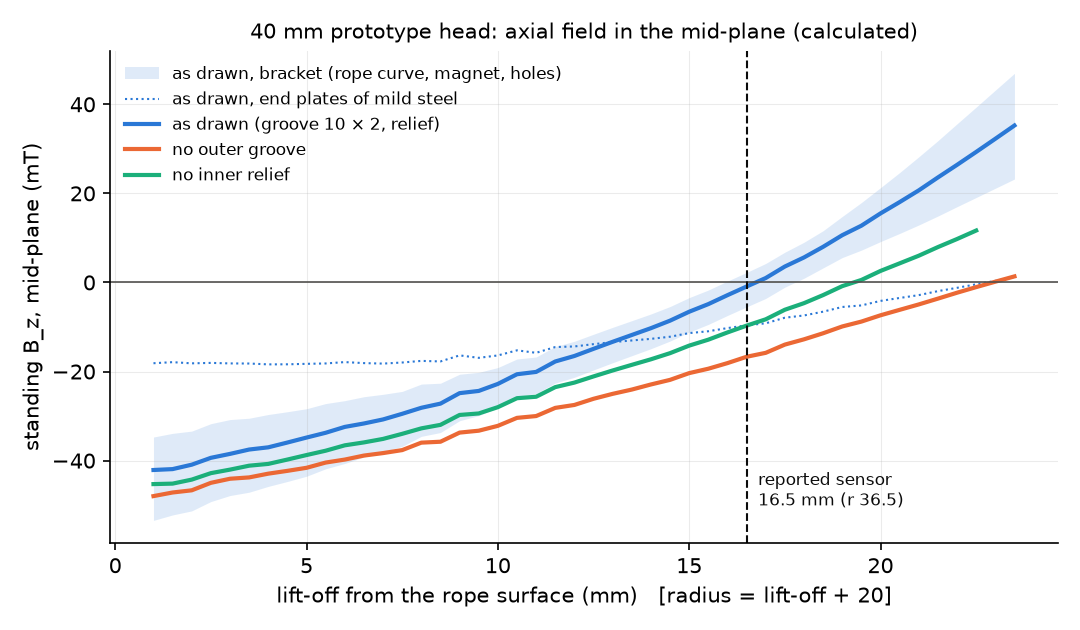 40 mm prototype head: axial field in the mid-plane (calculated)
standing B_z, mid-plane (mT)
40
20
0
−20
−40
as drawn, bracket (rope curve, magnet, holes)
as drawn, end plates of mild steel
as drawn (groove 10 × 2, relief)
no outer groove
no inner relief
reported sensor
16.5 mm (r 36.5)
0 5 10 15 20
lift-off from the rope surface (mm) [radius = lift-off + 20]